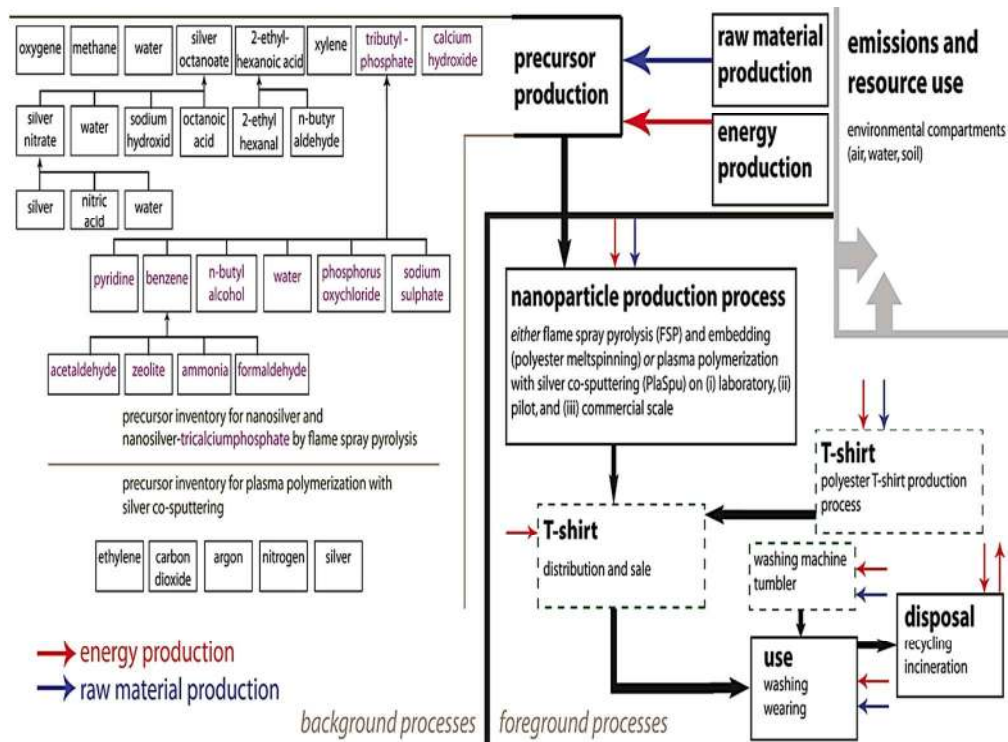 oxygene
methane
water
silver
octanoate
2-ethyl-
hexanoic acid
xylene
tributyl -
phosphate
calcium
hydroxide
silver
nitrate
water
sodium
hydroxid
octanoic
acid
2-ethyl
hexanal
n-butyr
aldehyde
silver
nitric
acid
water
pyridine
benzene
n-butyl
alcohol
water
phosphorus
oxychloride
sodium
sulphate
acetaldehyde
zeolite
ammonia
formaldehyde
precursor inventory for nanosilver and
nanosilver-tricalciumphosphate by flame spray pyrolysis
precursor inventory for plasma polymerization with
silver co-sputtering
ethylene
carbon
dioxide
argon
nitrogen
silver
energy production
raw material production
background processes
foreground processes
precursor
production
raw material
production
energy
production
emissions and
resource use
environmental compartments
(air, water, soil)
nanoparticle production process
either flame spray pyrolysis (FSP) and embedding
(polyester meltspinning) or plasma polymerization
with silver co-sputtering (PlaSpu) on (i) laboratory, (ii)
pilot, and (iii) commercial scale
T-shirt
polyester T-shirt production
process
T-shirt
distribution and sale
washing machine
tumbler
use
washing
wearing
disposal
recycling
incineration